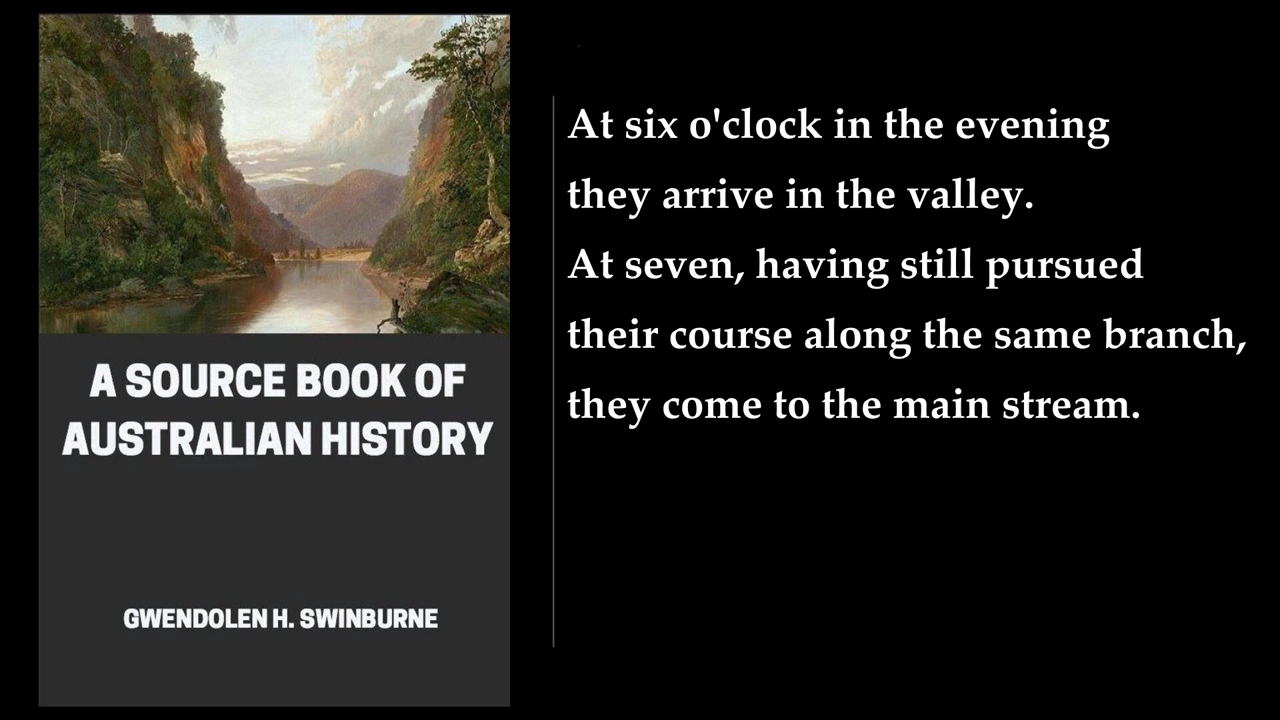 A SOURCE BOOK OF
AUSTRALIAN HISTORY
GWENDOLEN H. SWINBURNE
At six o'clock in the evening
they arrive in the valley.
At seven, having still pursued
their course along the same branch,
they come to the main stream.